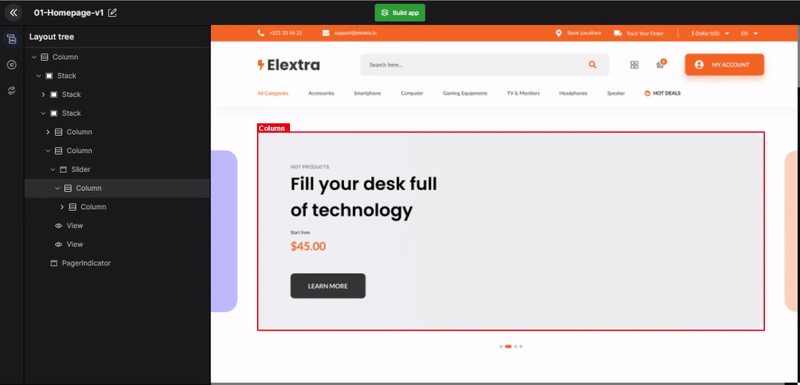 01-Homepage-v1
Build app
Layout tree
Column
Stack
Stack
Stack
Column
Column
Slider
Column
Column
View
View
PagerIndicator
+221 33 66 22
support@elextra.io
Store Locations
Track Your Order
$ Dollar (US)
EN
Elextra
Search here...
MY ACCOUNT
All Categories
Accessories
Smartphone
Computer
Gaming Equipments
TV & Monitors
Headphones
Speaker
HOT DEALS
Column
HOT PRODUCTS
Fill your desk full
of technology
Start from
$45.00
LEARN MORE